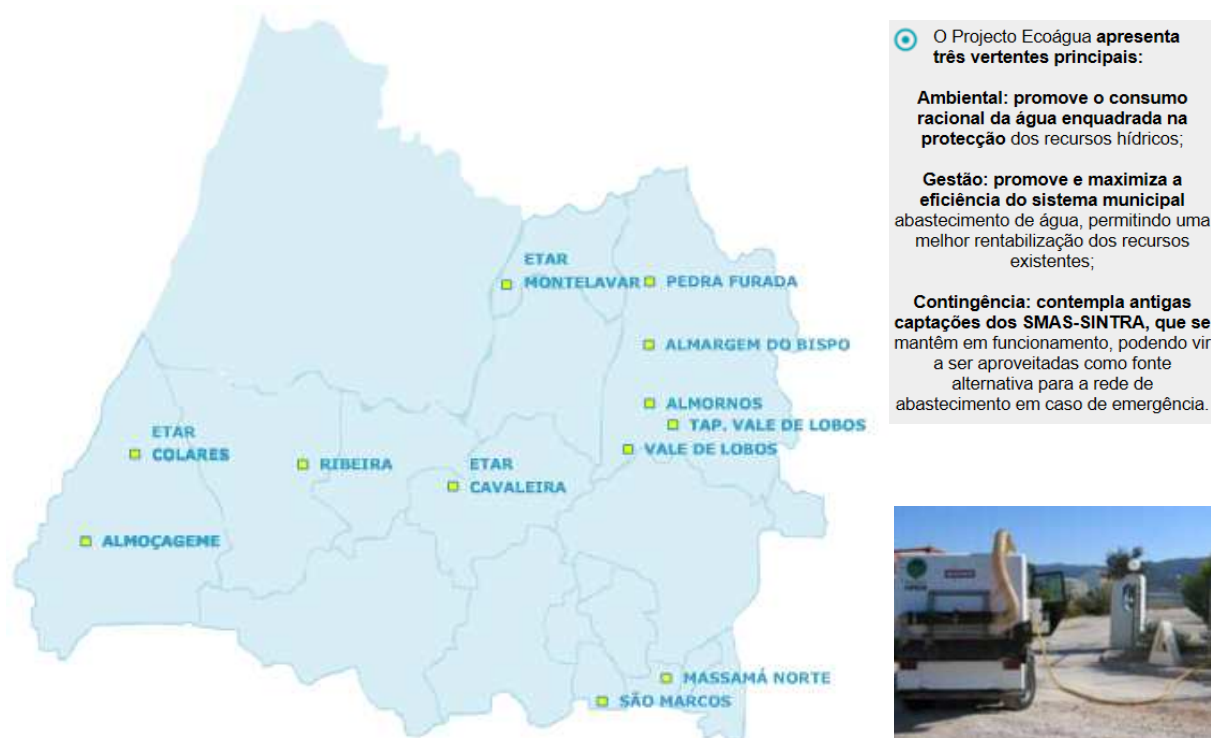 ETAR
MONTELAVAR
PEDRA FURADA
ALMARGEM DO BISPO
ALMORNOS
TAP. VALE DE LOBOS
VALE DE LOBOS
ETAR
COLARES
RIBEIRA
ETAR
CAVALEIRA
ALMOÇAGEME
MASSAMÁ NORTE
SÃO MARCOS
O Projecto Ecoágua apresenta
três vertentes principais:
Ambiental: promove o consumo
racional da água enquadrada na
protecção dos recursos hídricos;
Gestão: promove e maximiza a
eficiência do sistema municipal
abastecimento de água, permitindo uma
melhor rentabilização dos recursos
existentes;
Contingência: contempla antigas
captações dos SMAS-SINTRA, que se
mantêm em funcionamento, podendo vir
a ser aproveitadas como fonte
alternativa para a rede de
abastecimento em caso de emergência.